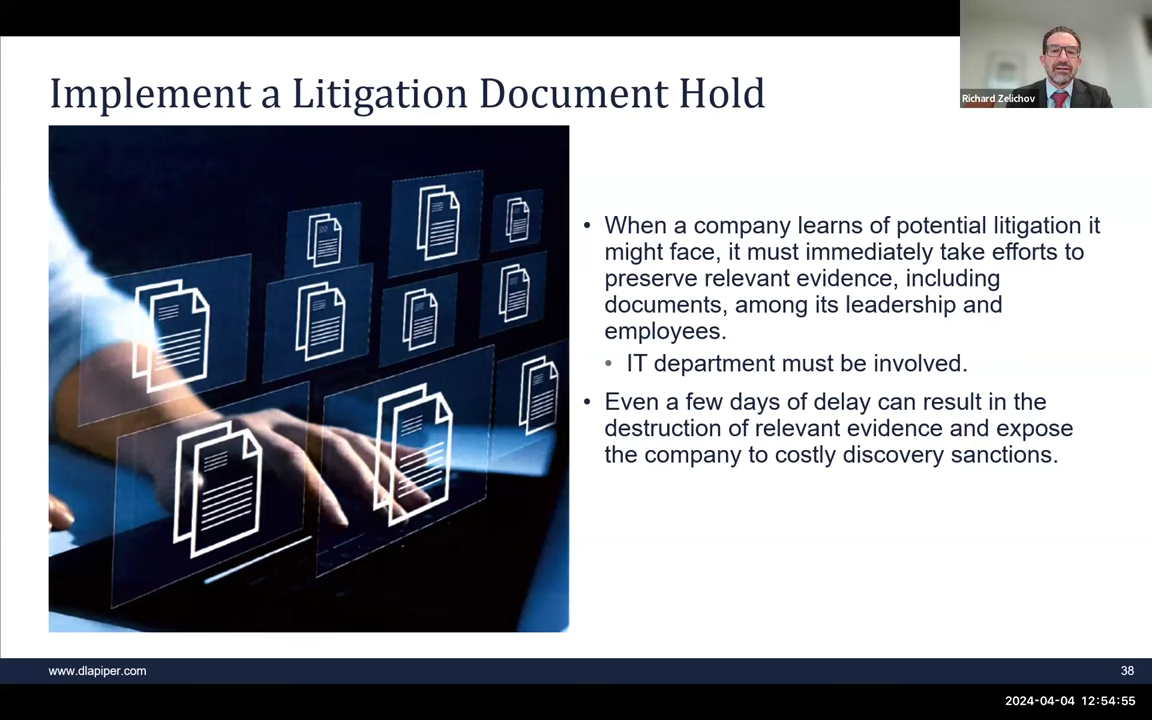 Implement a Litigation Document Hold
Richard Zelichov
• When a company learns of potential litigation it
might face, it must immediately take efforts to
preserve relevant evidence, including
documents, among its leadership and
employees.
• IT department must be involved.
• Even a few days of delay can result in the
destruction of relevant evidence and expose
the company to costly discovery sanctions.
www.dlapiper.com
38
2024-04-04 12:54:55